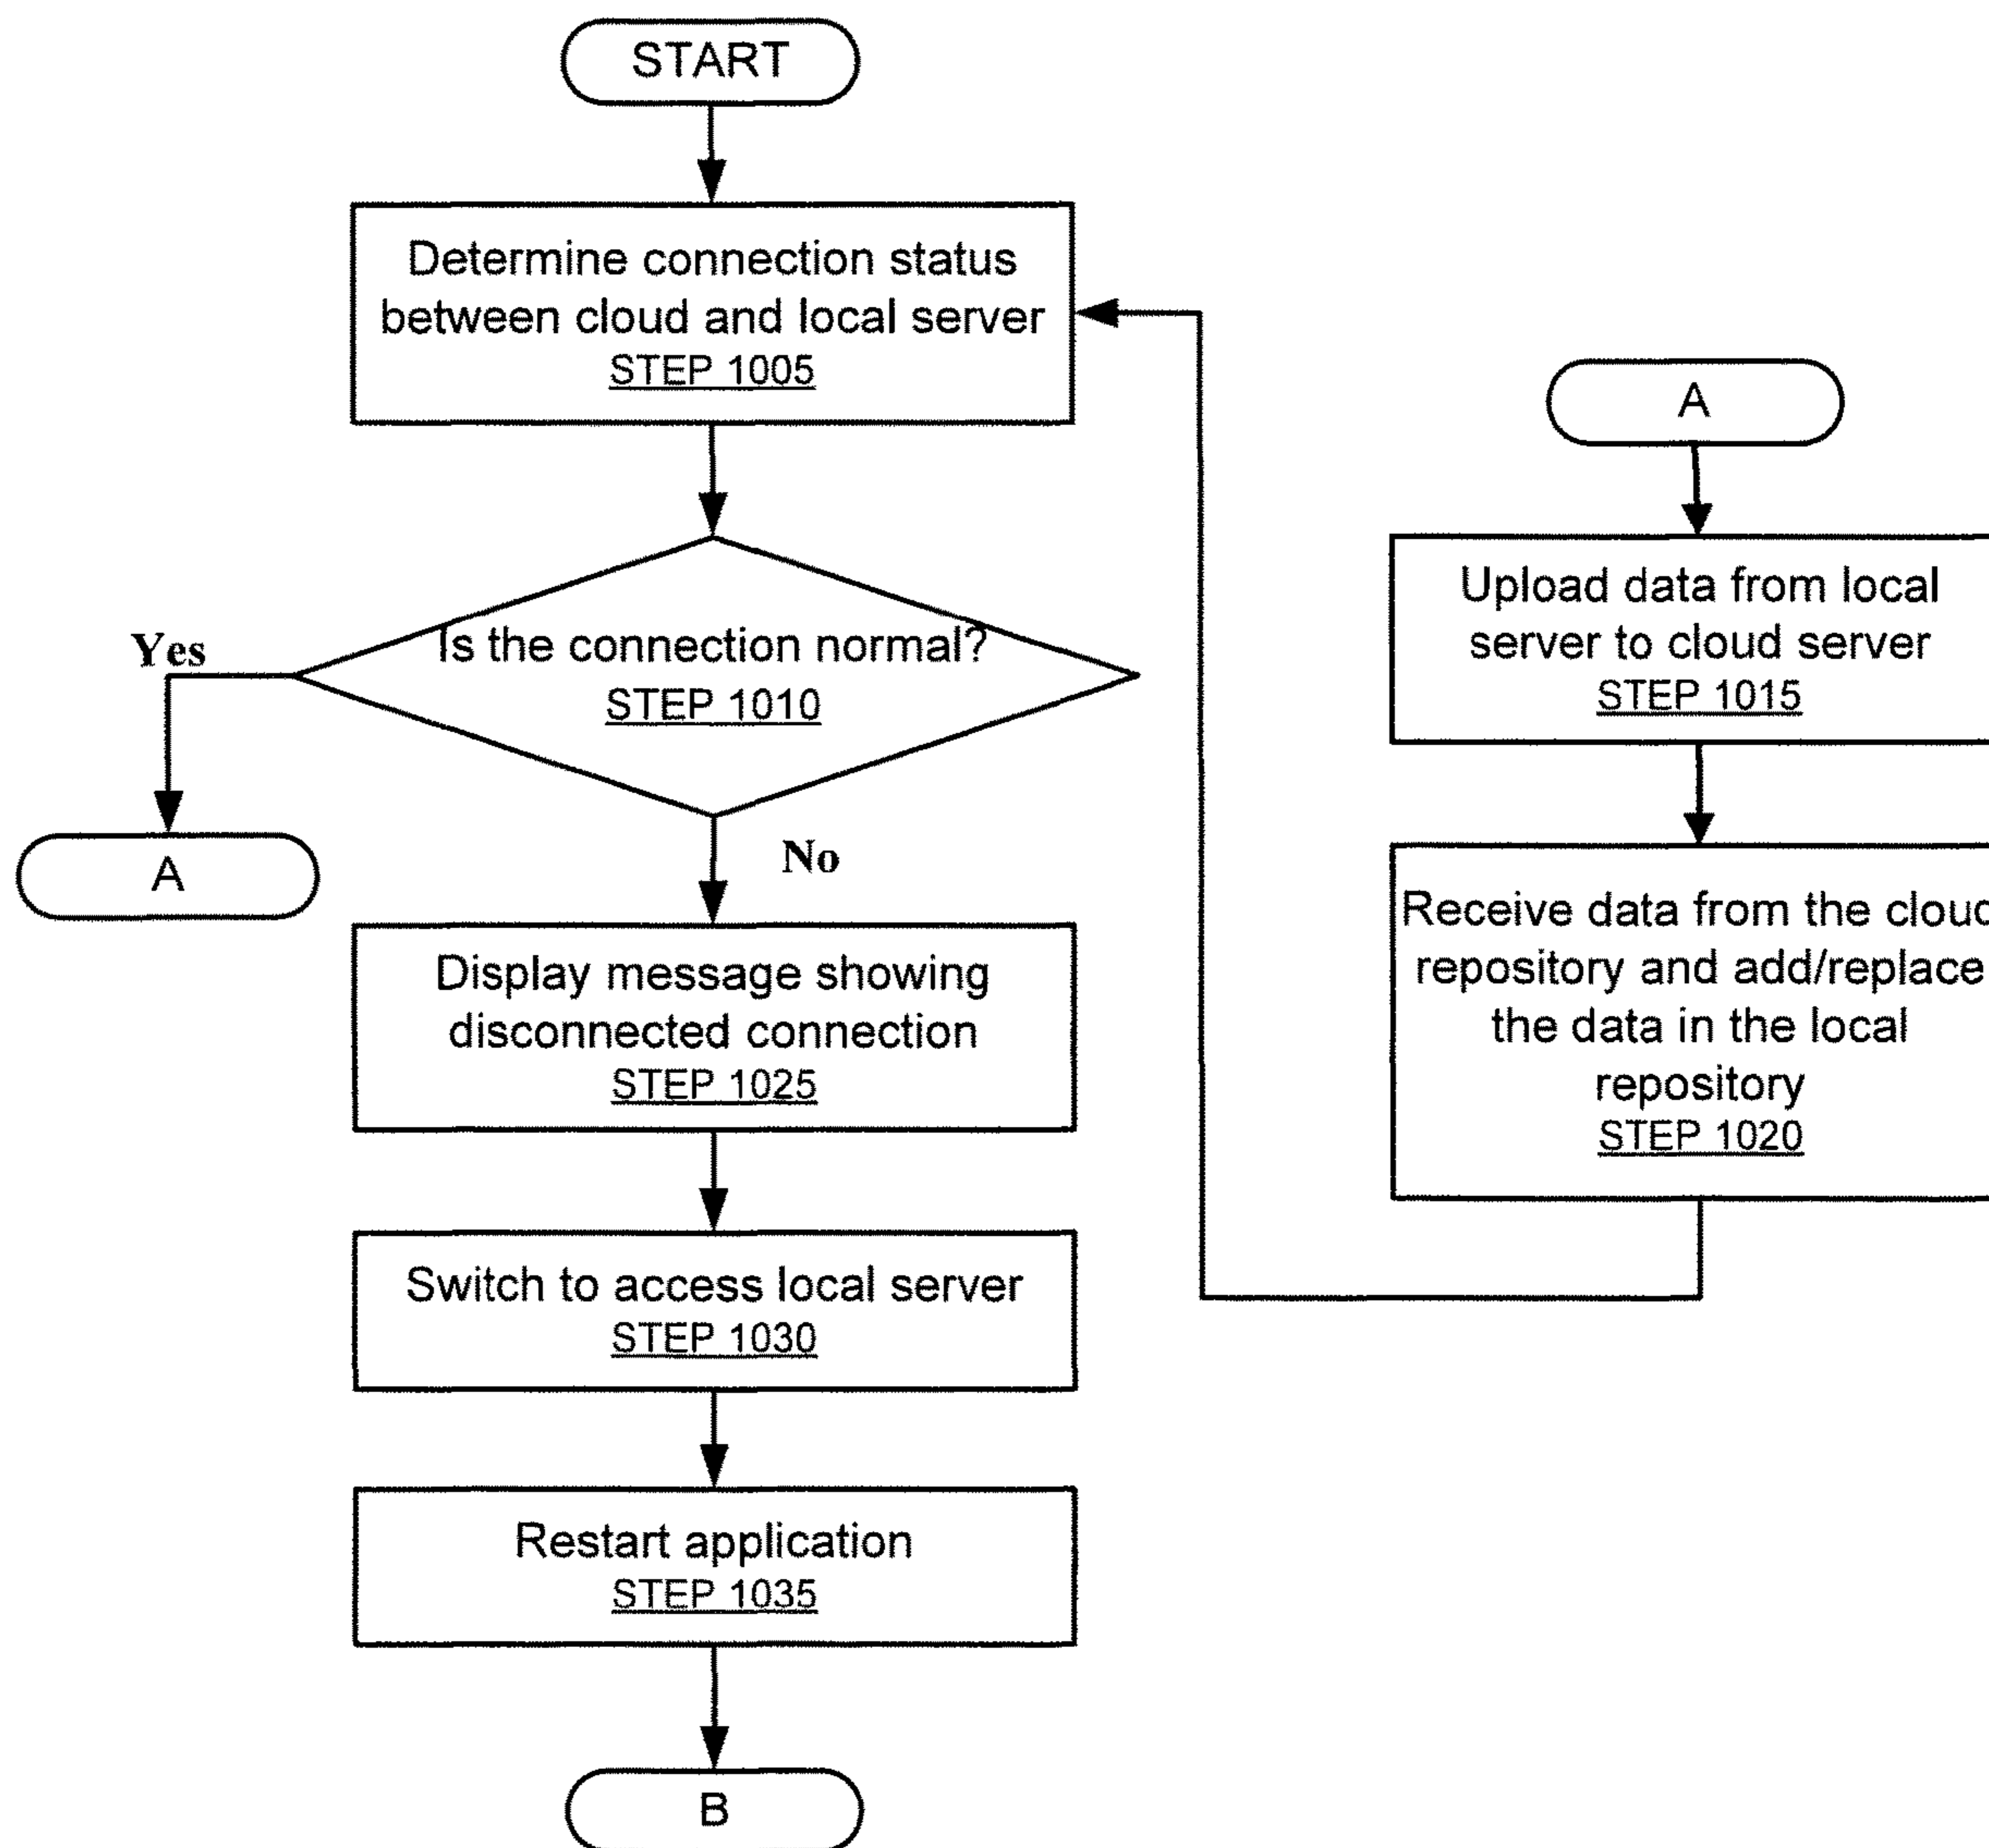 START
Determine connection status
between cloud and local server
STEP 1005
Is the connection normal?
STEP 1010
Yes
A
No
Display message showing
disconnected connection
STEP 1025
Switch to access local server
STEP 1030
Restart application
STEP 1035
B
A
Upload data from local
server to cloud server
STEP 1015
Receive data from the cloud
repository and add/replace
the data in the local
repository
STEP 1020